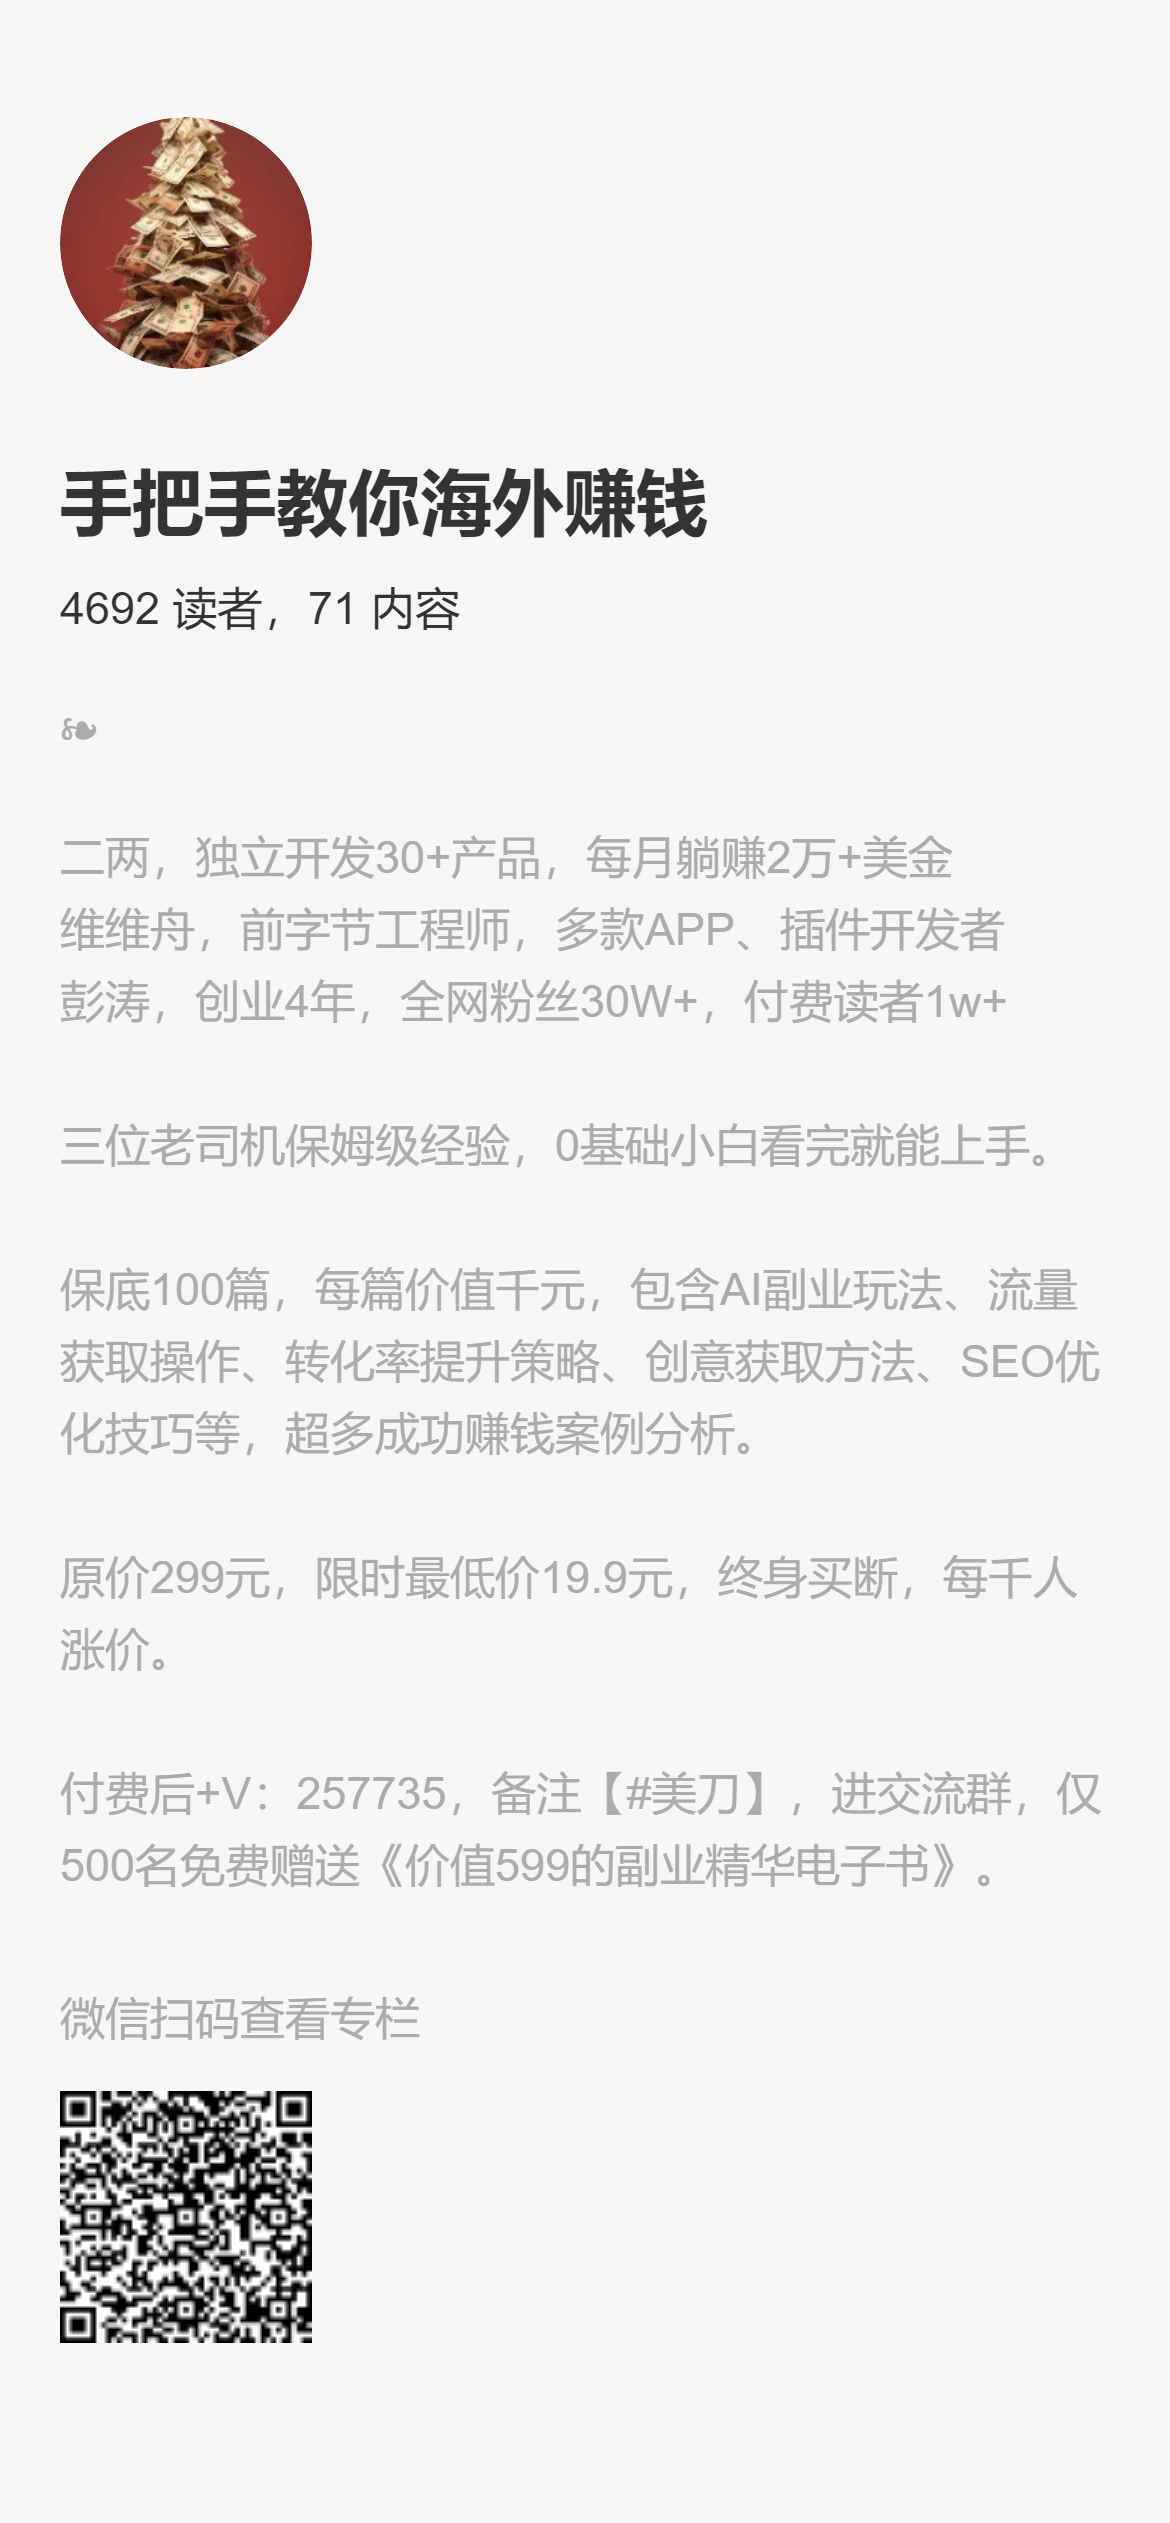 手把手教你海外赚钱
4692 读者，71 内容
❧
二两，独立开发30+产品，每月躺赚2万+美金
维维舟，前字节工程师，多款APP、插件开发者
彭涛，创业4年，全网粉丝30W+，付费读者1w+
三位老司机保姆级经验，0基础小白看完就能上手。
保底100篇，每篇价值千元，包含AI副业玩法、流量
获取操作、转化率提升策略、创意获取方法、SEO优
化技巧等，超多成功赚钱案例分析。
原价299元，限时最低价19.9元，终身买断，每千人
涨价。
付费后+V：257735，备注【#美刀】，进交流群，仅
500名免费赠送《价值599的副业精华电子书》。
微信扫码查看专栏